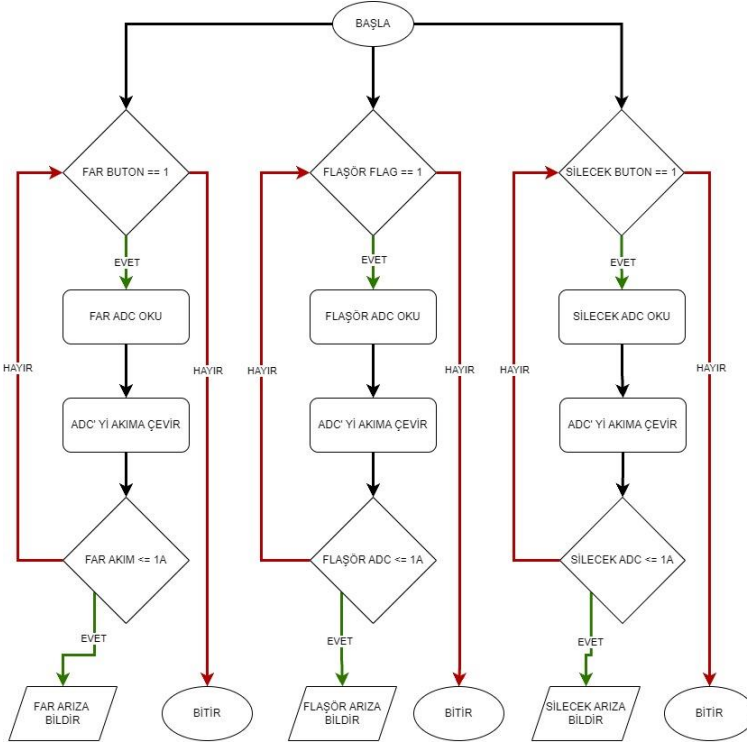 BAŞLA
FAR BUTON == 1
FLAŞÖR FLAG == 1
SİLECEK BUTON == 1
EVET
EVET
EVET
FAR ADC OKU
FLAŞÖR ADC OKU
SİLECEK ADC OKU
HAYIR
HAYIR
HAYIR
HAYIR
HAYIR
HAYIR
ADC' Yİ AKIMA ÇEVİR
ADC' Yİ AKIMA ÇEVİR
ADC' Yİ AKIMA ÇEVİR
FAR AKIM <= 1A
FLAŞÖR ADC <= 1A
SİLECEK ADC <= 1A
EVET
EVET
EVET
FAR ARIZA
BİLDİR
BİTİR
FLAŞÖR ARIZA
BİLDİR
BİTİR
SİLECEK ARIZA
BİLDİR
BİTİR